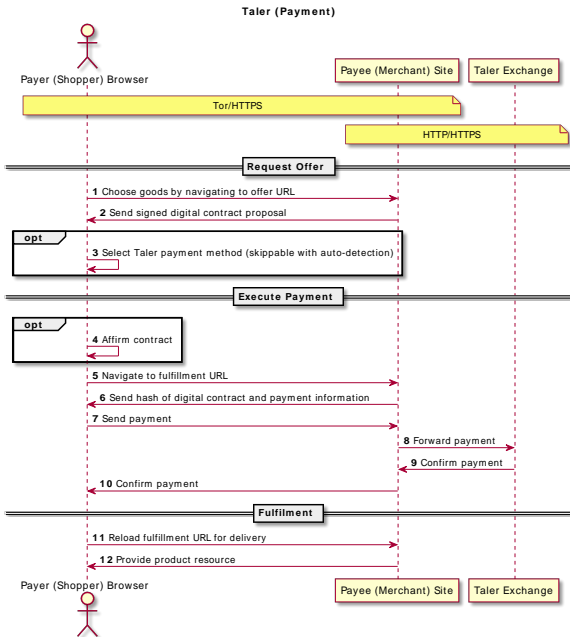 Taler (Payment)
Payer (Shopper) Browser
Payee (Merchant) Site
Taler Exchange
Tor/HTTPS
HTTP/HTTPS
Request Offer
1 Choose goods by navigating to offer URL
2 Send signed digital contract proposal
opt
3 Select Taler payment method (skippable with auto-detection)
Execute Payment
opt
4 Affirm contract
5 Navigate to fulfillment URL
6 Send hash of digital contract and payment information
7 Send payment
8 Forward payment
9 Confirm payment
10 Confirm payment
Fulfilment
11 Reload fulfillment URL for delivery
12 Provide product resource
Payer (Shopper) Browser
Payee (Merchant) Site
Taler Exchange